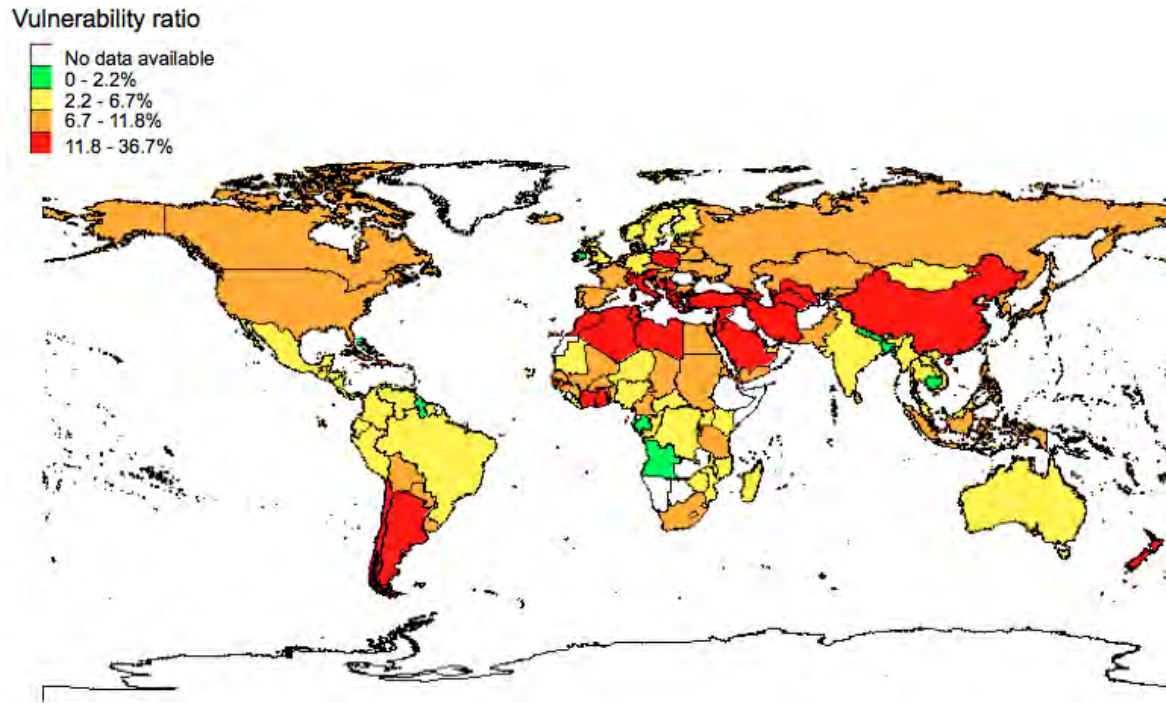 Vulnerability ratio
No data available
0 - 2.2%
2.2 - 6.7%
6.7 - 11.8%
11.8 - 36.7%